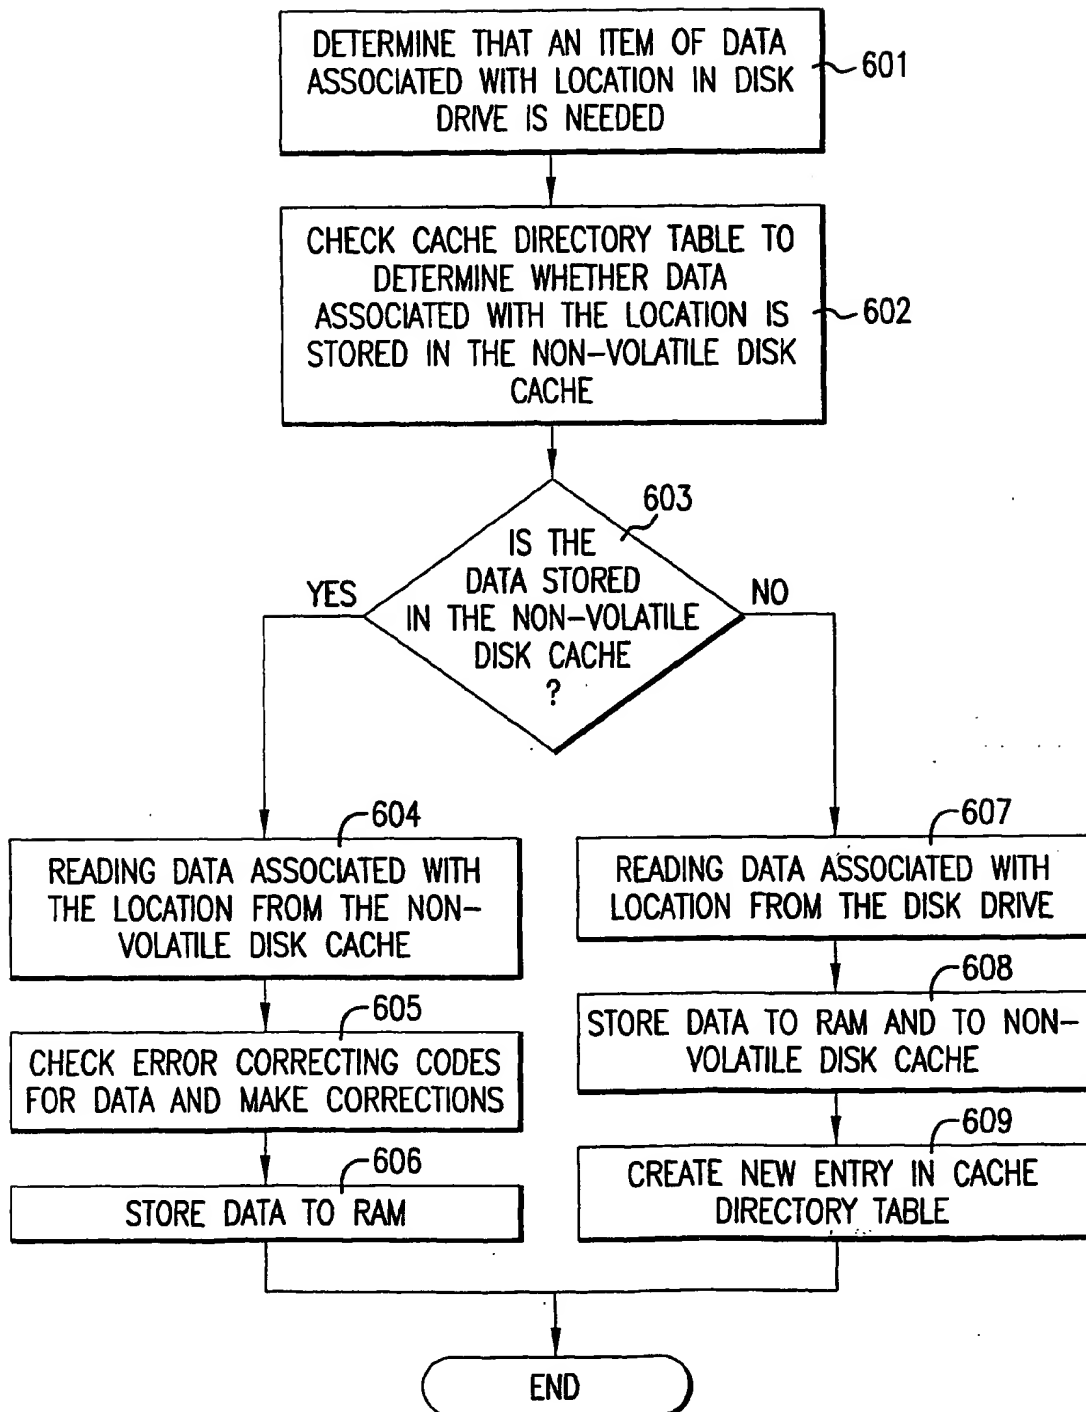 DETERMINE THAT AN ITEM OF DATA
ASSOCIATED WITH LOCATION IN DISK
DRIVE IS NEEDED
601
CHECK CACHE DIRECTORY TABLE TO
DETERMINE WHETHER DATA
ASSOCIATED WITH THE LOCATION IS
STORED IN THE NON-VOLATILE DISK
CACHE
602
603
IS THE
DATA STORED
IN THE NON-VOLATILE
DISK CACHE
?
YES
NO
604
READING DATA ASSOCIATED WITH
THE LOCATION FROM THE NON-
VOLATILE DISK CACHE
605
CHECK ERROR CORRECTING CODES
FOR DATA AND MAKE CORRECTIONS
606
STORE DATA TO RAM
607
READING DATA ASSOCIATED WITH
LOCATION FROM THE DISK DRIVE
608
STORE DATA TO RAM AND TO NON-
VOLATILE DISK CACHE
609
CREATE NEW ENTRY IN CACHE
DIRECTORY TABLE
END